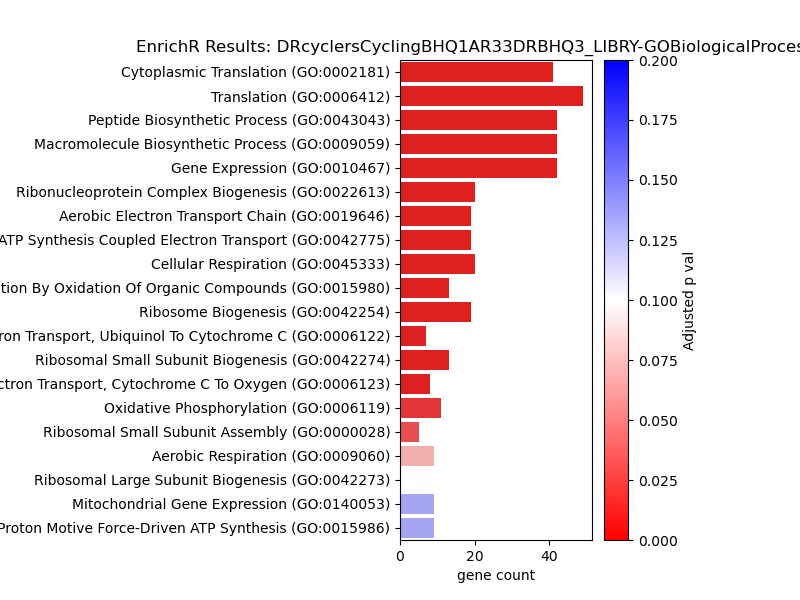 EnrichR Results: DRcyclersCyclingBHQ1AR33DRBHQ3_LIBRY-GOBiologicalProces
Cytoplasmic Translation (GO:0002181)
Translation (GO:0006412)
Peptide Biosynthetic Process (GO:0043043)
Macromolecule Biosynthetic Process (GO:0009059)
Gene Expression (GO:0010467)
Ribonucleoprotein Complex Biogenesis (GO:0022613)
Aerobic Electron Transport Chain (GO:0019646)
ATP Synthesis Coupled Electron Transport (GO:0042775)
Cellular Respiration (GO:0045333)
tion By Oxidation Of Organic Compounds (GO:0015980)
Ribosome Biogenesis (GO:0042254)
ron Transport, Ubiquinol To Cytochrome C (GO:0006122)
Ribosomal Small Subunit Biogenesis (GO:0042274)
ctron Transport, Cytochrome C To Oxygen (GO:0006123)
Oxidative Phosphorylation (GO:0006119)
Ribosomal Small Subunit Assembly (GO:0000028)
Aerobic Respiration (GO:0009060)
Ribosomal Large Subunit Biogenesis (GO:0042273)
Mitochondrial Gene Expression (GO:0140053)
Proton Motive Force-Driven ATP Synthesis (GO:0015986)
0 20 40
gene count
0.200
0.175
0.150
0.125
0.100
0.075
0.050
0.025
0.000
Adjusted p val